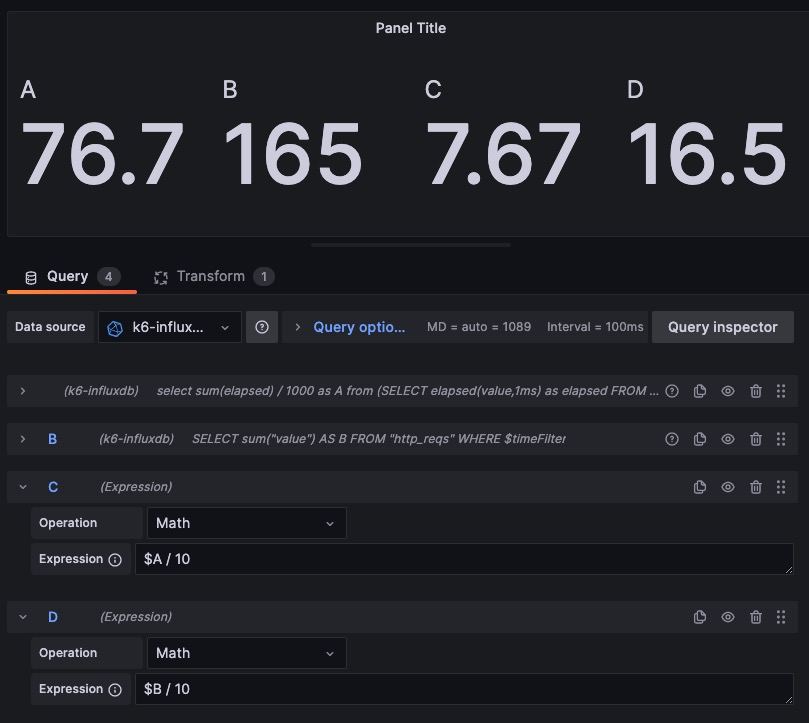 Panel Title
A B C D
76.7 165 7.67 16.5
Query 4 Transform 1
Data source k6-influx... Query optio... MD = auto = 1089 Interval = 100ms Query inspector
(k6-influxdb) select sum(elapsed) / 1000 as A from (SELECT elapsed(value,1ms) as elapsed FROM ...
B (k6-influxdb) SELECT sum("value") AS B FROM "http_reqs" WHERE $timeFilter
C (Expression)
Operation Math
Expression $A / 10
D (Expression)
Operation Math
Expression $B / 10